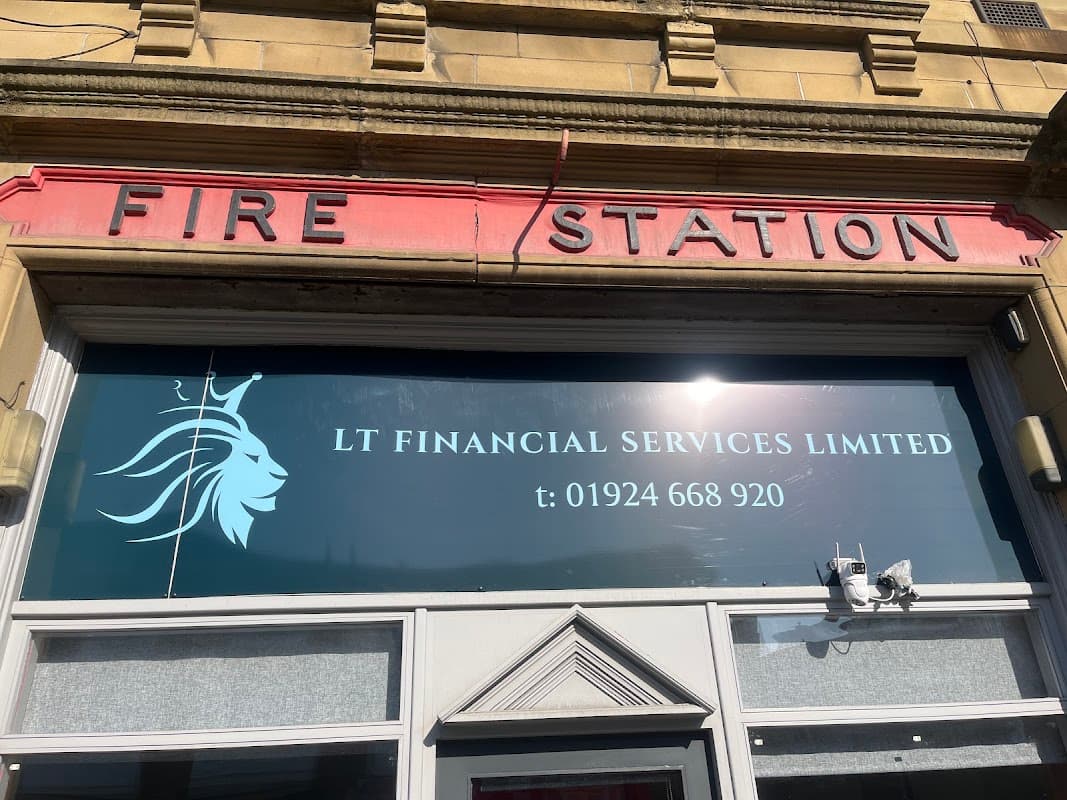 FIRE STATION
LT FINANCIAL SERVICES LIMITED
t: 01924 668 920